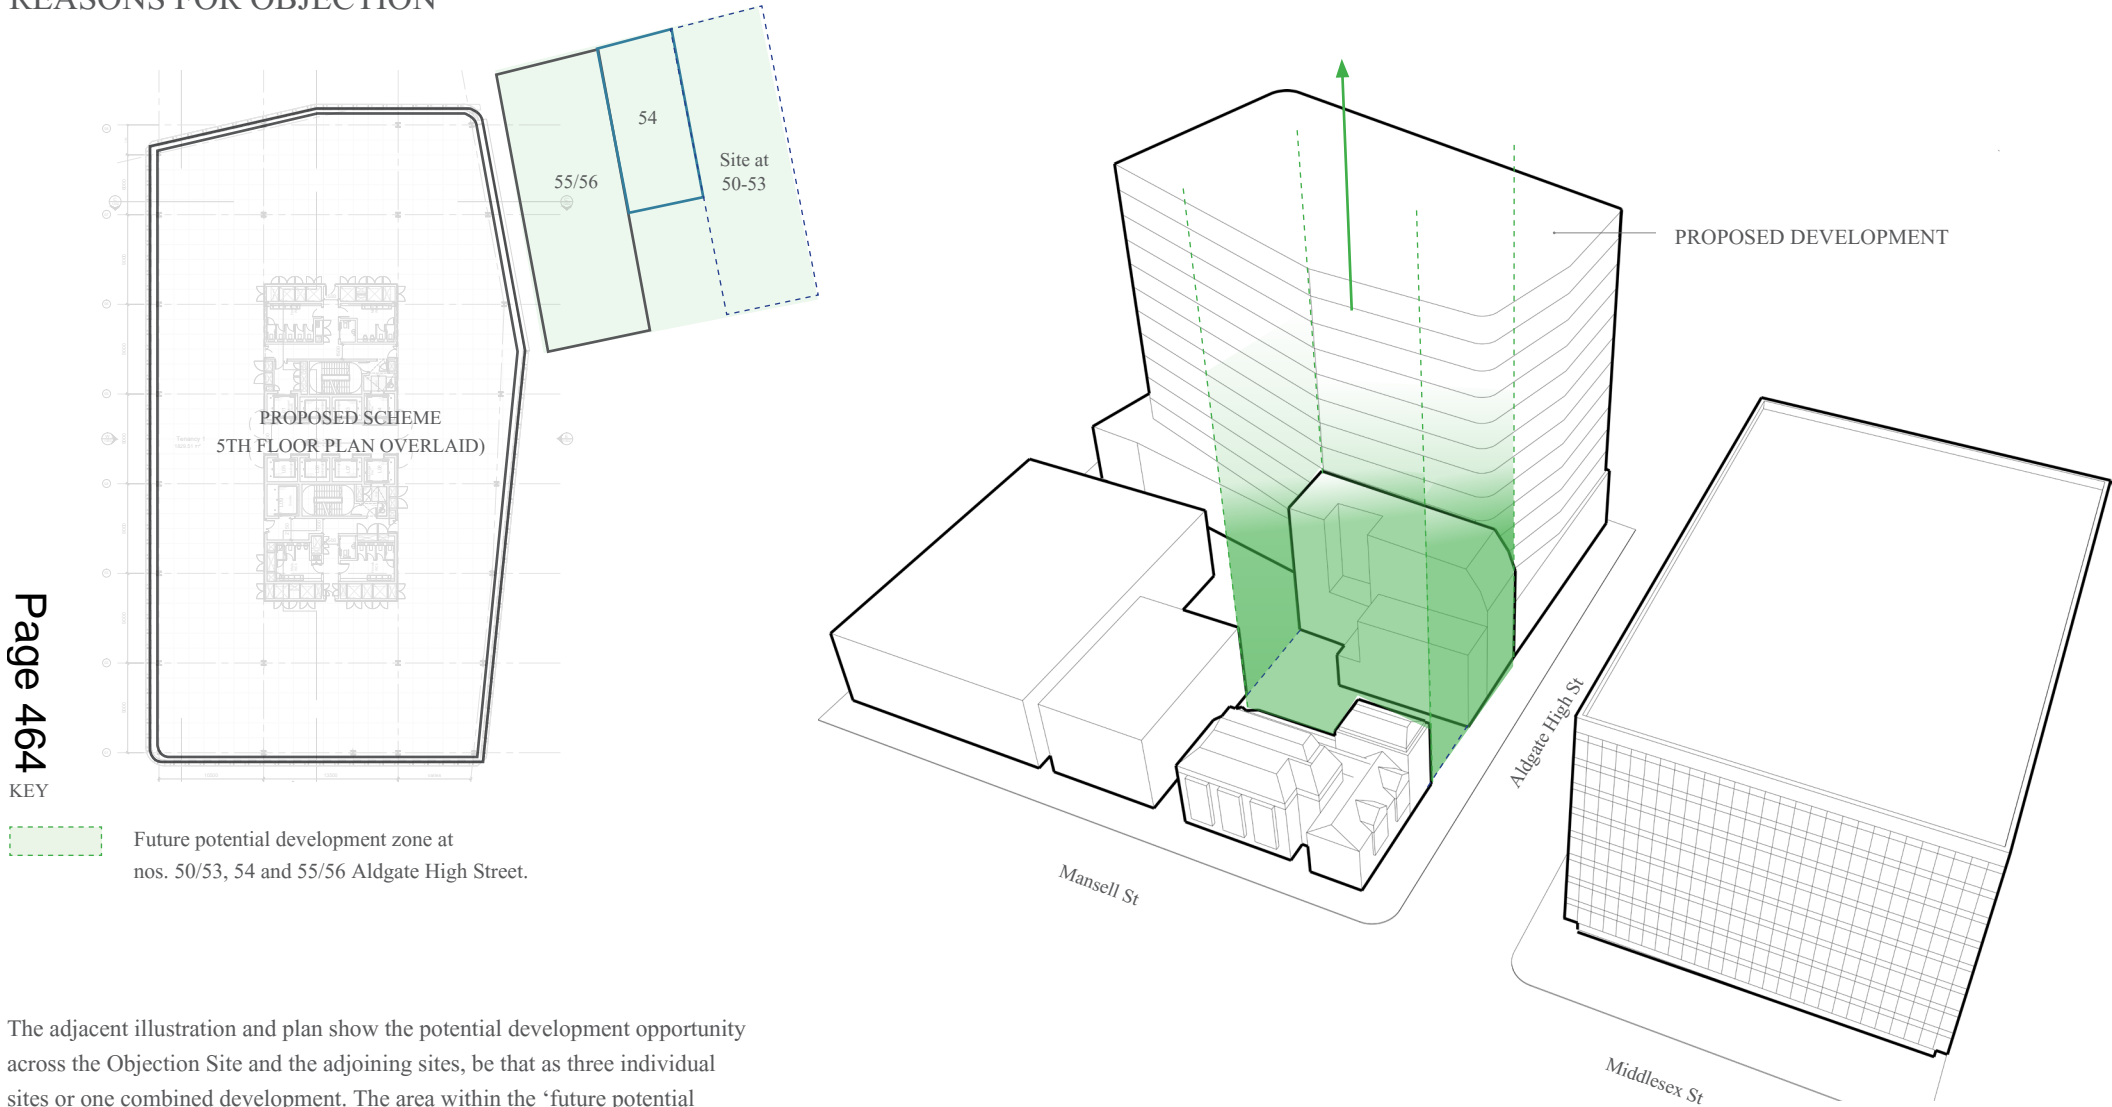 REASONS FOR OBJECTION
54
55/56
Site at
50-53
PROPOSED SCHEME
5TH FLOOR PLAN OVERLAID)
Page 464
KEY
Future potential development zone at
nos. 50/53, 54 and 55/56 Aldgate High Street.
PROPOSED DEVELOPMENT
Aldgate High St
Mansell St
Middlesex St
The adjacent illustration and plan show the potential development opportunity
across the Objection Site and the adjoining sites, be that as three individual
sites or one combined development. The area within the ‘future potential